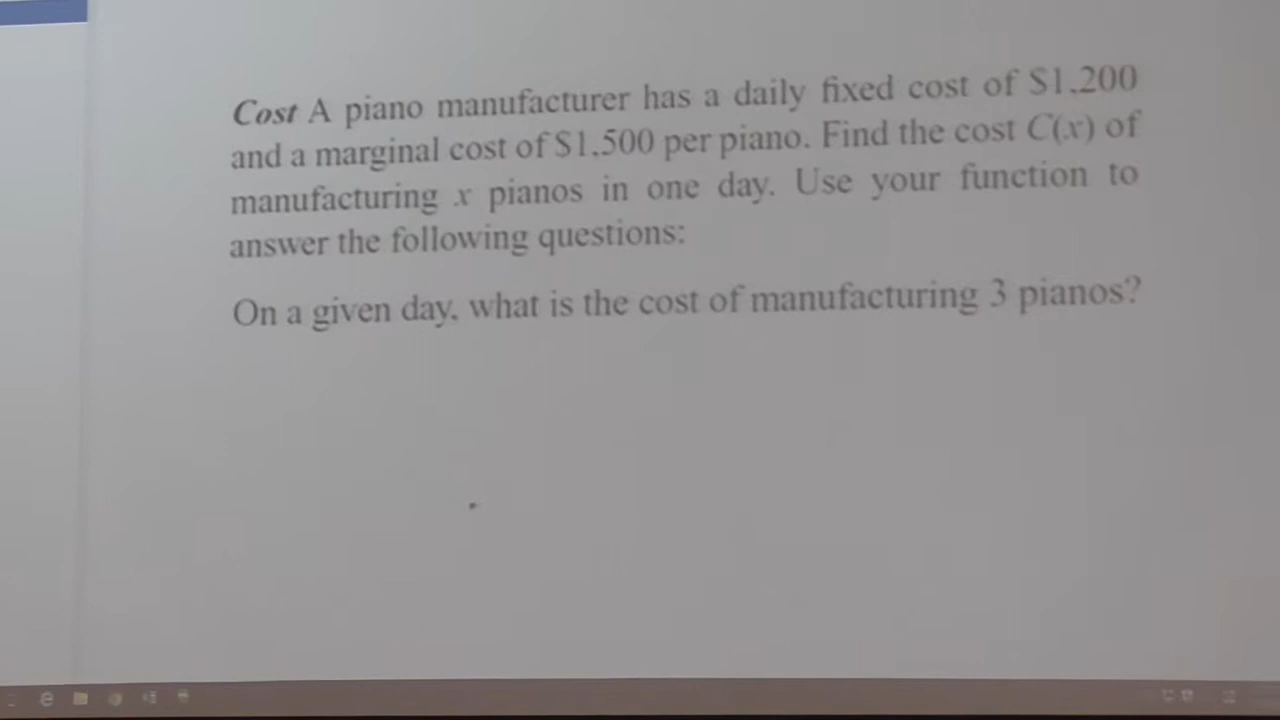 Cost A piano manufacturer has a daily fixed cost of $1,200
and a marginal cost of $1,500 per piano. Find the cost C(x) of
manufacturing x pianos in one day. Use your function to
answer the following questions:
On a given day, what is the cost of manufacturing 3 pianos?